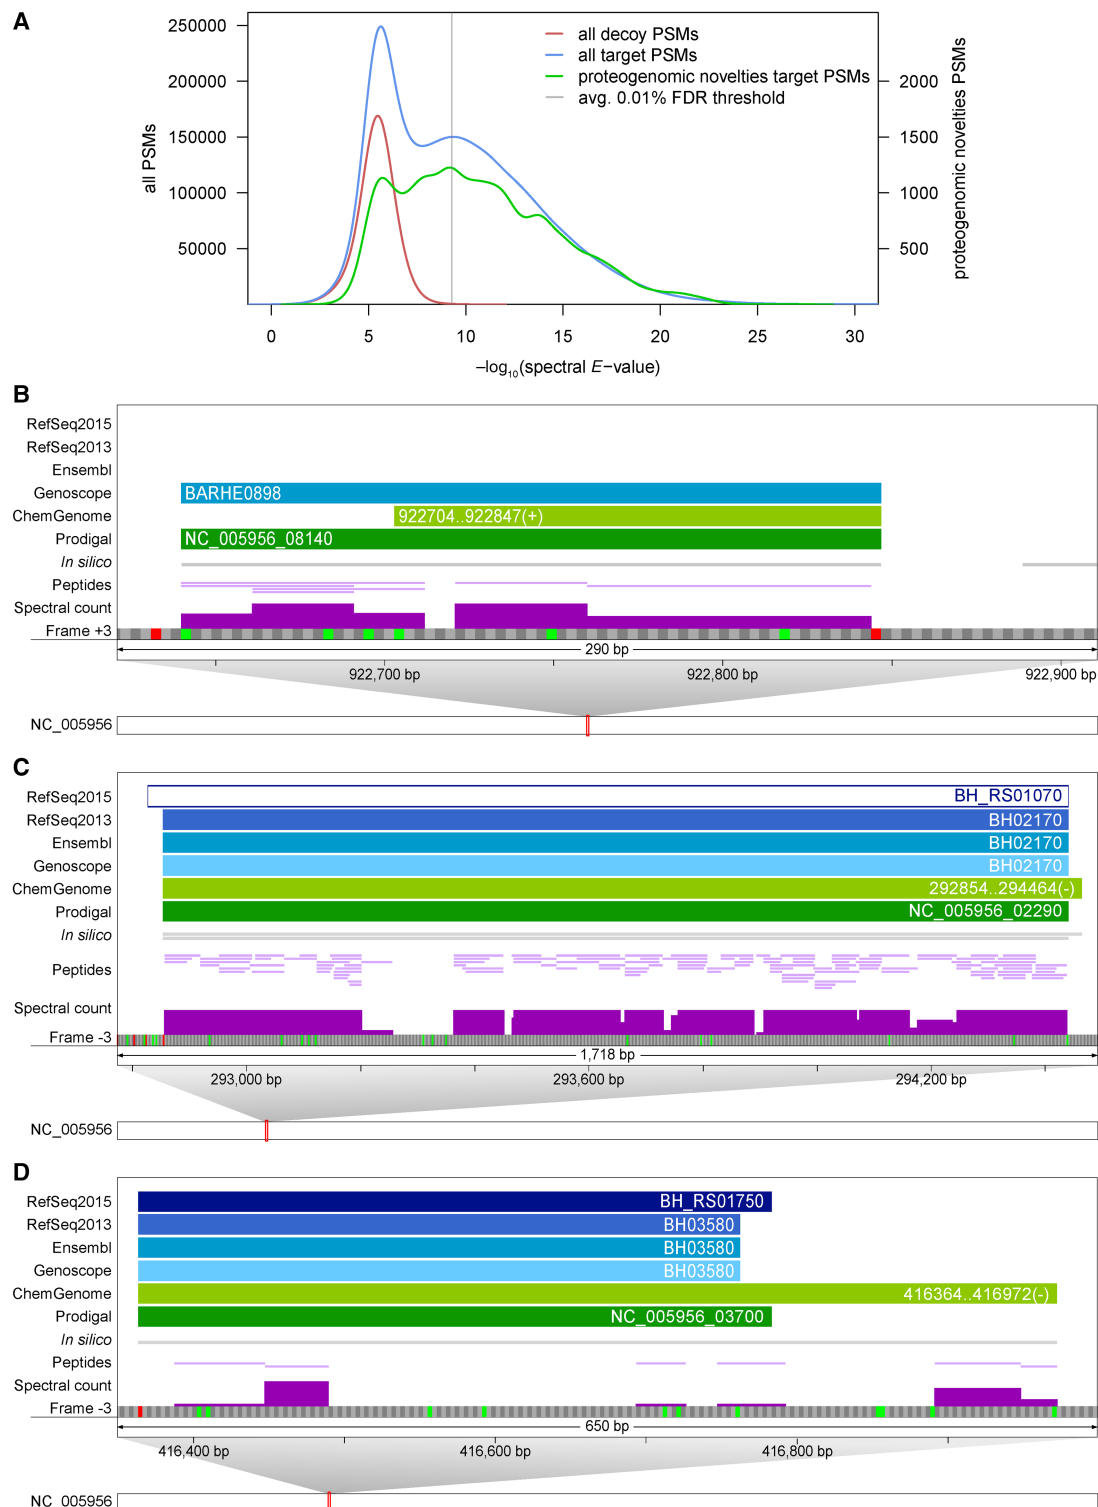 A
250000
200000
150000
100000
50000
all PSMs
all decoy PSMs
all target PSMs
proteogenomic novelties target PSMs
avg. 0.01% FDR threshold
2000
1500
1000
500
proteogenomic novelties PSMs
0 5 10 15 20 25 30
−log10(spectral E−value)
B
RefSeq2015
RefSeq2013
Ensembl
Genoscope BARHE0898
ChemGenome 922704..922847(+)
Prodigal NC_005956_08140
In silico
Peptides
Spectral count
Frame +3
290 bp
922,700 bp 922,800 bp 922,900 bp
NC_005956
C
RefSeq2015 BH_RS01070
RefSeq2013 BH02170
Ensembl BH02170
Genoscope BH02170
ChemGenome 292854..294464(-)
Prodigal NC_005956_02290
In silico
Peptides
Spectral count
Frame -3
1,718 bp
293,000 bp 293,600 bp 294,200 bp
NC_005956
D
RefSeq2015 BH_RS01750
RefSeq2013 BH03580
Ensembl BH03580
Genoscope BH03580
ChemGenome 416364..416972(-)
Prodigal NC_005956_03700
In silico
Peptides
Spectral count
Frame -3
650 bp
416,400 bp 416,600 bp 416,800 bp
NC_005956